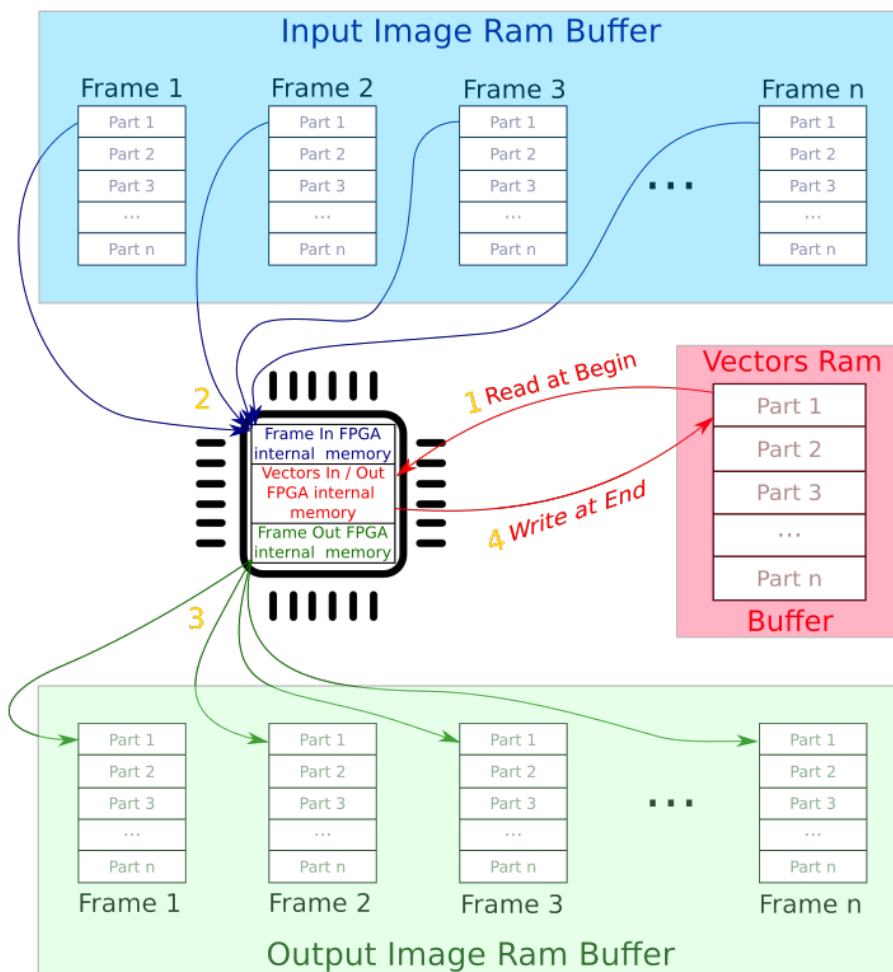 Input Image Ram Buffer
Frame 1
Frame 2
Frame 3
Frame n
Part 1
Part 2
Part 3
...
Part n
Part 1
Part 2
Part 3
...
Part n
Part 1
Part 2
Part 3
...
Part n
...
Part 1
Part 2
Part 3
...
Part n
2
Frame In FPGA
internal memory
Vectors In / Out
FPGA internal
memory
Frame Out FPGA
internal memory
1 Read at Begin
4 Write at End
Vectors Ram
Part 1
Part 2
Part 3
...
Part n
Buffer
3
Part 1
Part 2
Part 3
...
Part n
Part 1
Part 2
Part 3
...
Part n
Part 1
Part 2
Part 3
...
Part n
...
Part 1
Part 2
Part 3
...
Part n
Frame 1
Frame 2
Frame 3
Frame n
Output Image Ram Buffer